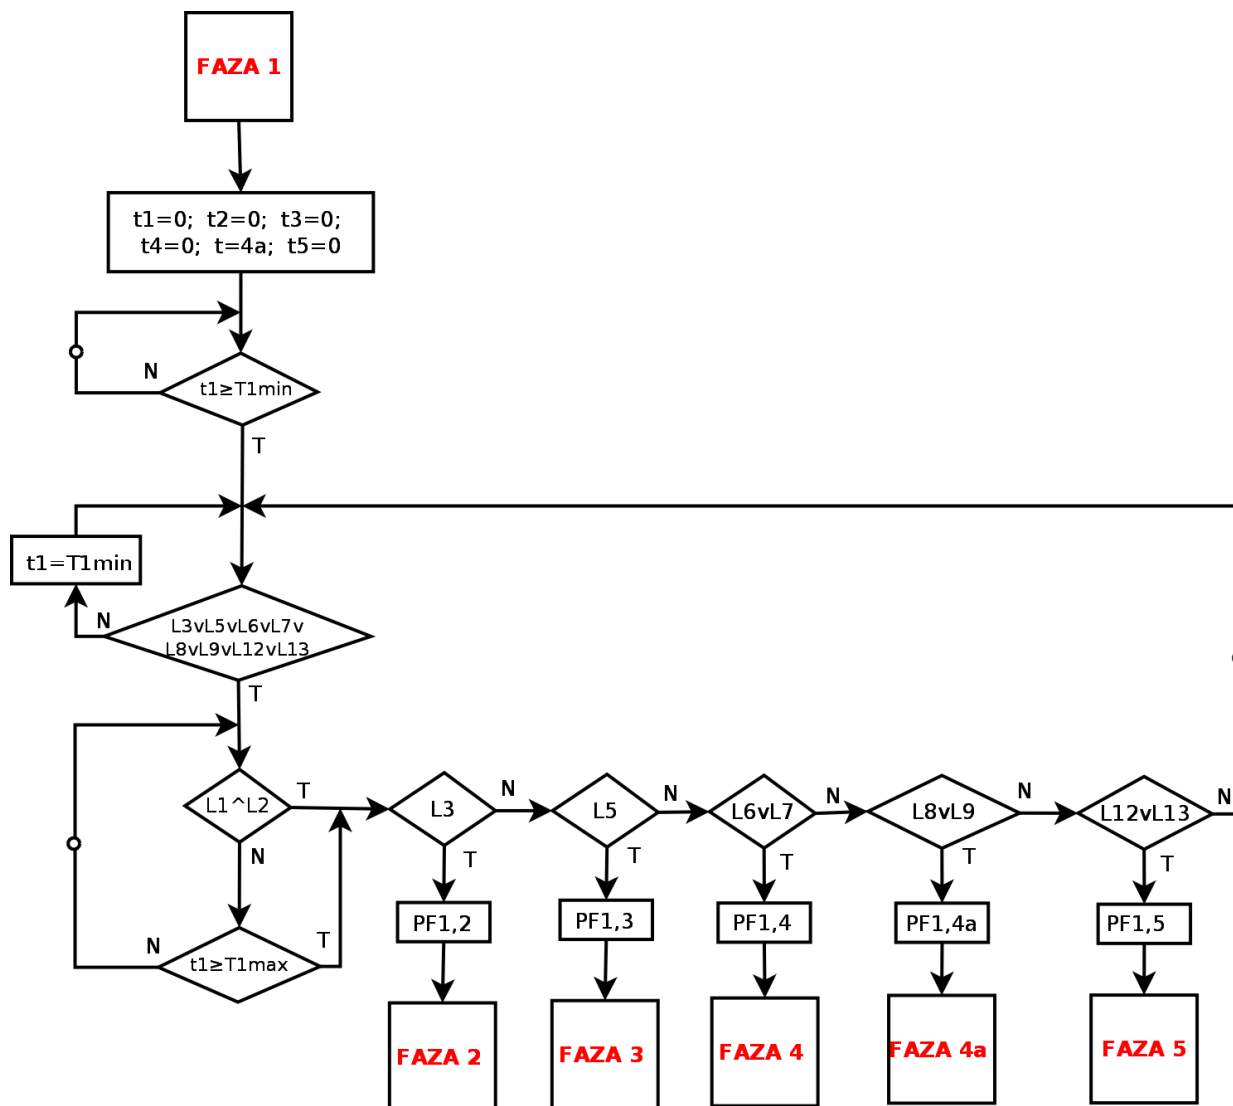 FAZA 1
t1=0; t2=0; t3=0;
t4=0; t=4a; t5=0
N
t1≥T1min
T
t1=T1min
N
L3vL5vL6vL7v
L8vL9vL12vL13
T
L1^L2
T
N
N
t1≥T1max
T
L3
N
T
PF1,2
FAZA 2
L5
N
T
PF1,3
FAZA 3
L6vL7
N
T
PF1,4
FAZA 4
L8vL9
N
T
PF1,4a
FAZA 4a
L12vL13
N
T
PF1,5
FAZA 5